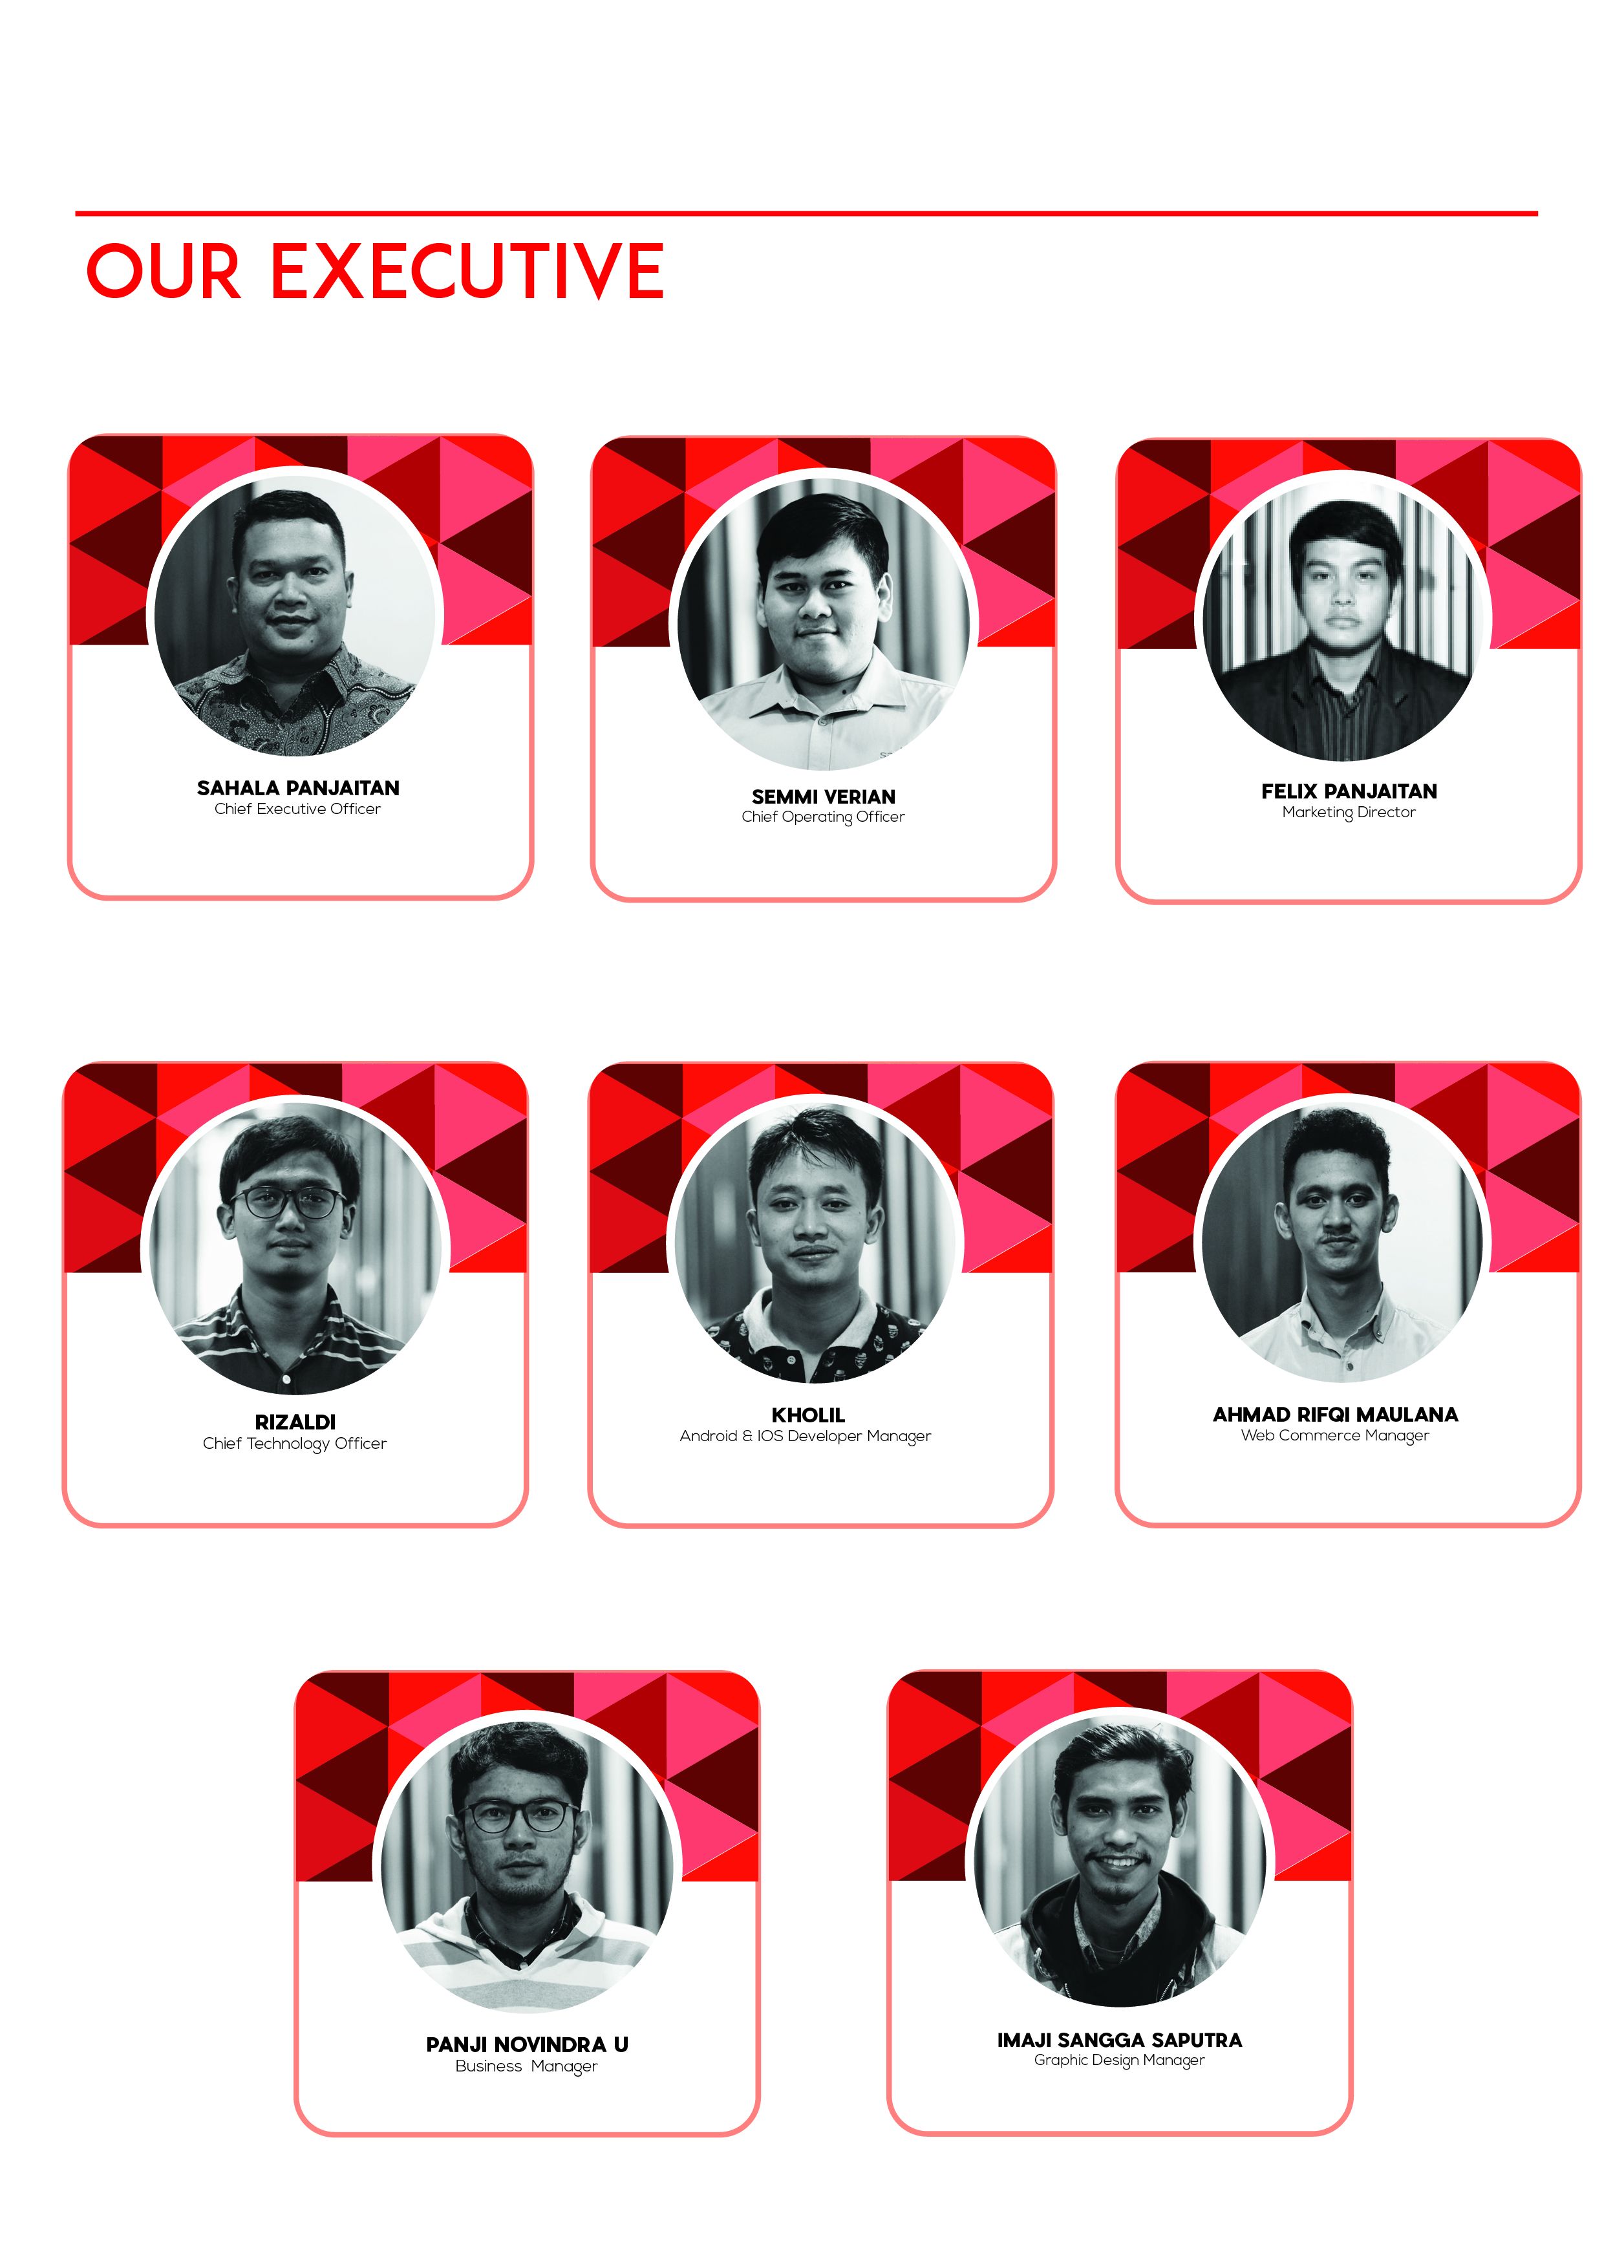 OUR EXECUTIVE
SAHALA PANJAITAN
Chief Executive Officer
SEMMI VERIAN
Chief Operating Officer
FELIX PANJAITAN
Marketing Director
RIZALDI
Chief Technology Officer
KHOLIL
Android & IOS Developer Manager
AHMAD RIFQI MAULANA
Web Commerce Manager
PANJI NOVINDRA U
Business Manager
IMAJI SANGGA SAPUTRA
Graphic Design Manager